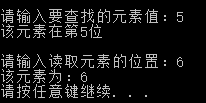 请输入要查找的元素值：5
该元素在第5位
请输入读取元素的位置：6
该元素为：6
请按任意键继续. . .